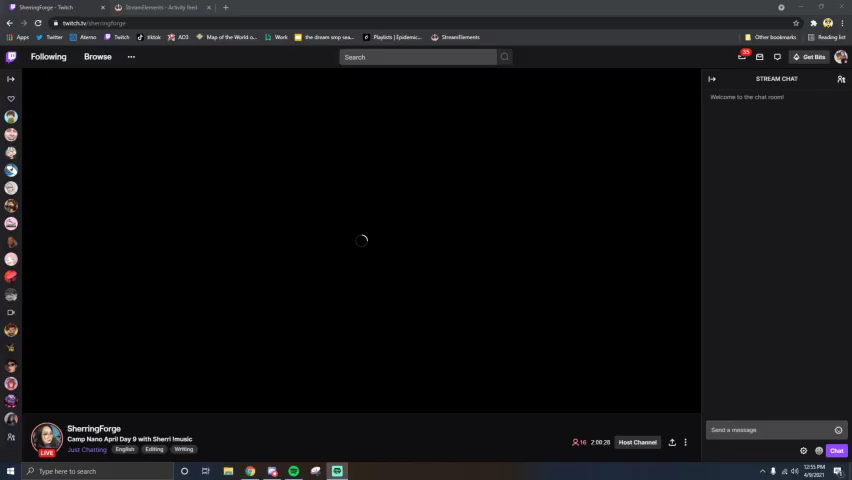 SherringForge - Twitch
StreamElements - Activity feed
twitch.tv/sherringforge
Apps
Twitter
Aterno
Twitch
tiktok
AO3
Map of the World o...
Work
the dream smp sea...
Playlists | Epidemic...
StreamElements
Other bookmarks
Reading list
Following
Browse
Search
35
Get Bits
STREAM CHAT
Welcome to the chat room!
SherringForge
Camp Nano April Day 9 with Sherri !music
Just Chatting
English
Editing
Writing
LIVE
16
2:00:28
Host Channel
Send a message
Chat
Type here to search
12:55 PM
4/9/2021